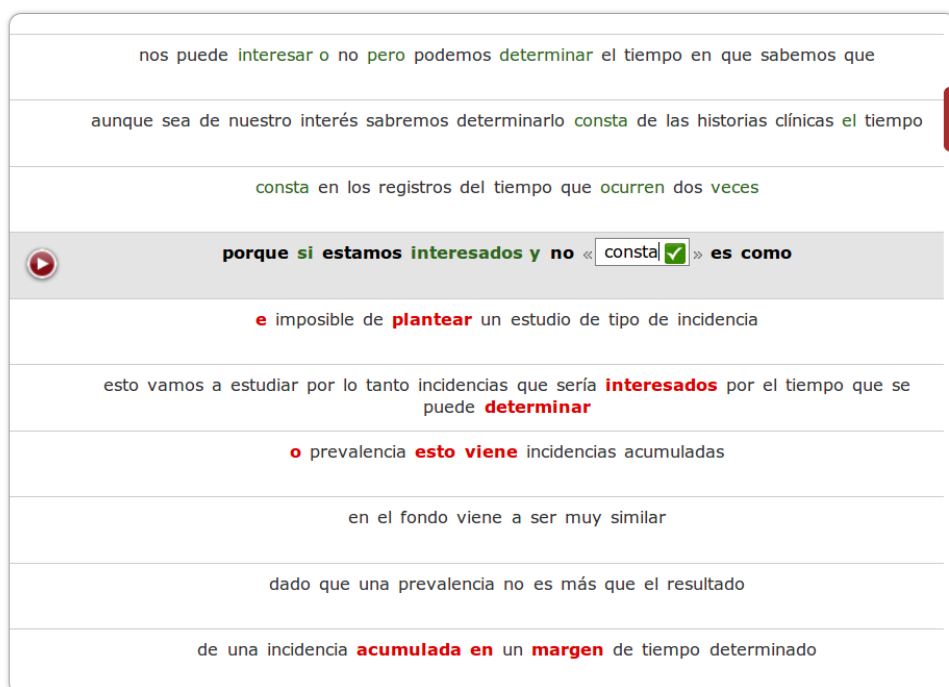 nos puede interesar o no pero podemos determinar el tiempo en que sabemos que
aunque sea de nuestro interés sabremos determinarlo consta de las historias clínicas el tiempo
consta en los registros del tiempo que ocurren dos veces
porque si estamos interesados y no « consta » es como
e imposible de plantear un estudio de tipo de incidencia
esto vamos a estudiar por lo tanto incidencias que sería interesados por el tiempo que se
puede determinar
o prevalencia esto viene incidencias acumuladas
en el fondo viene a ser muy similar
dado que una prevalencia no es más que el resultado
de una incidencia acumulada en un margen de tiempo determinado